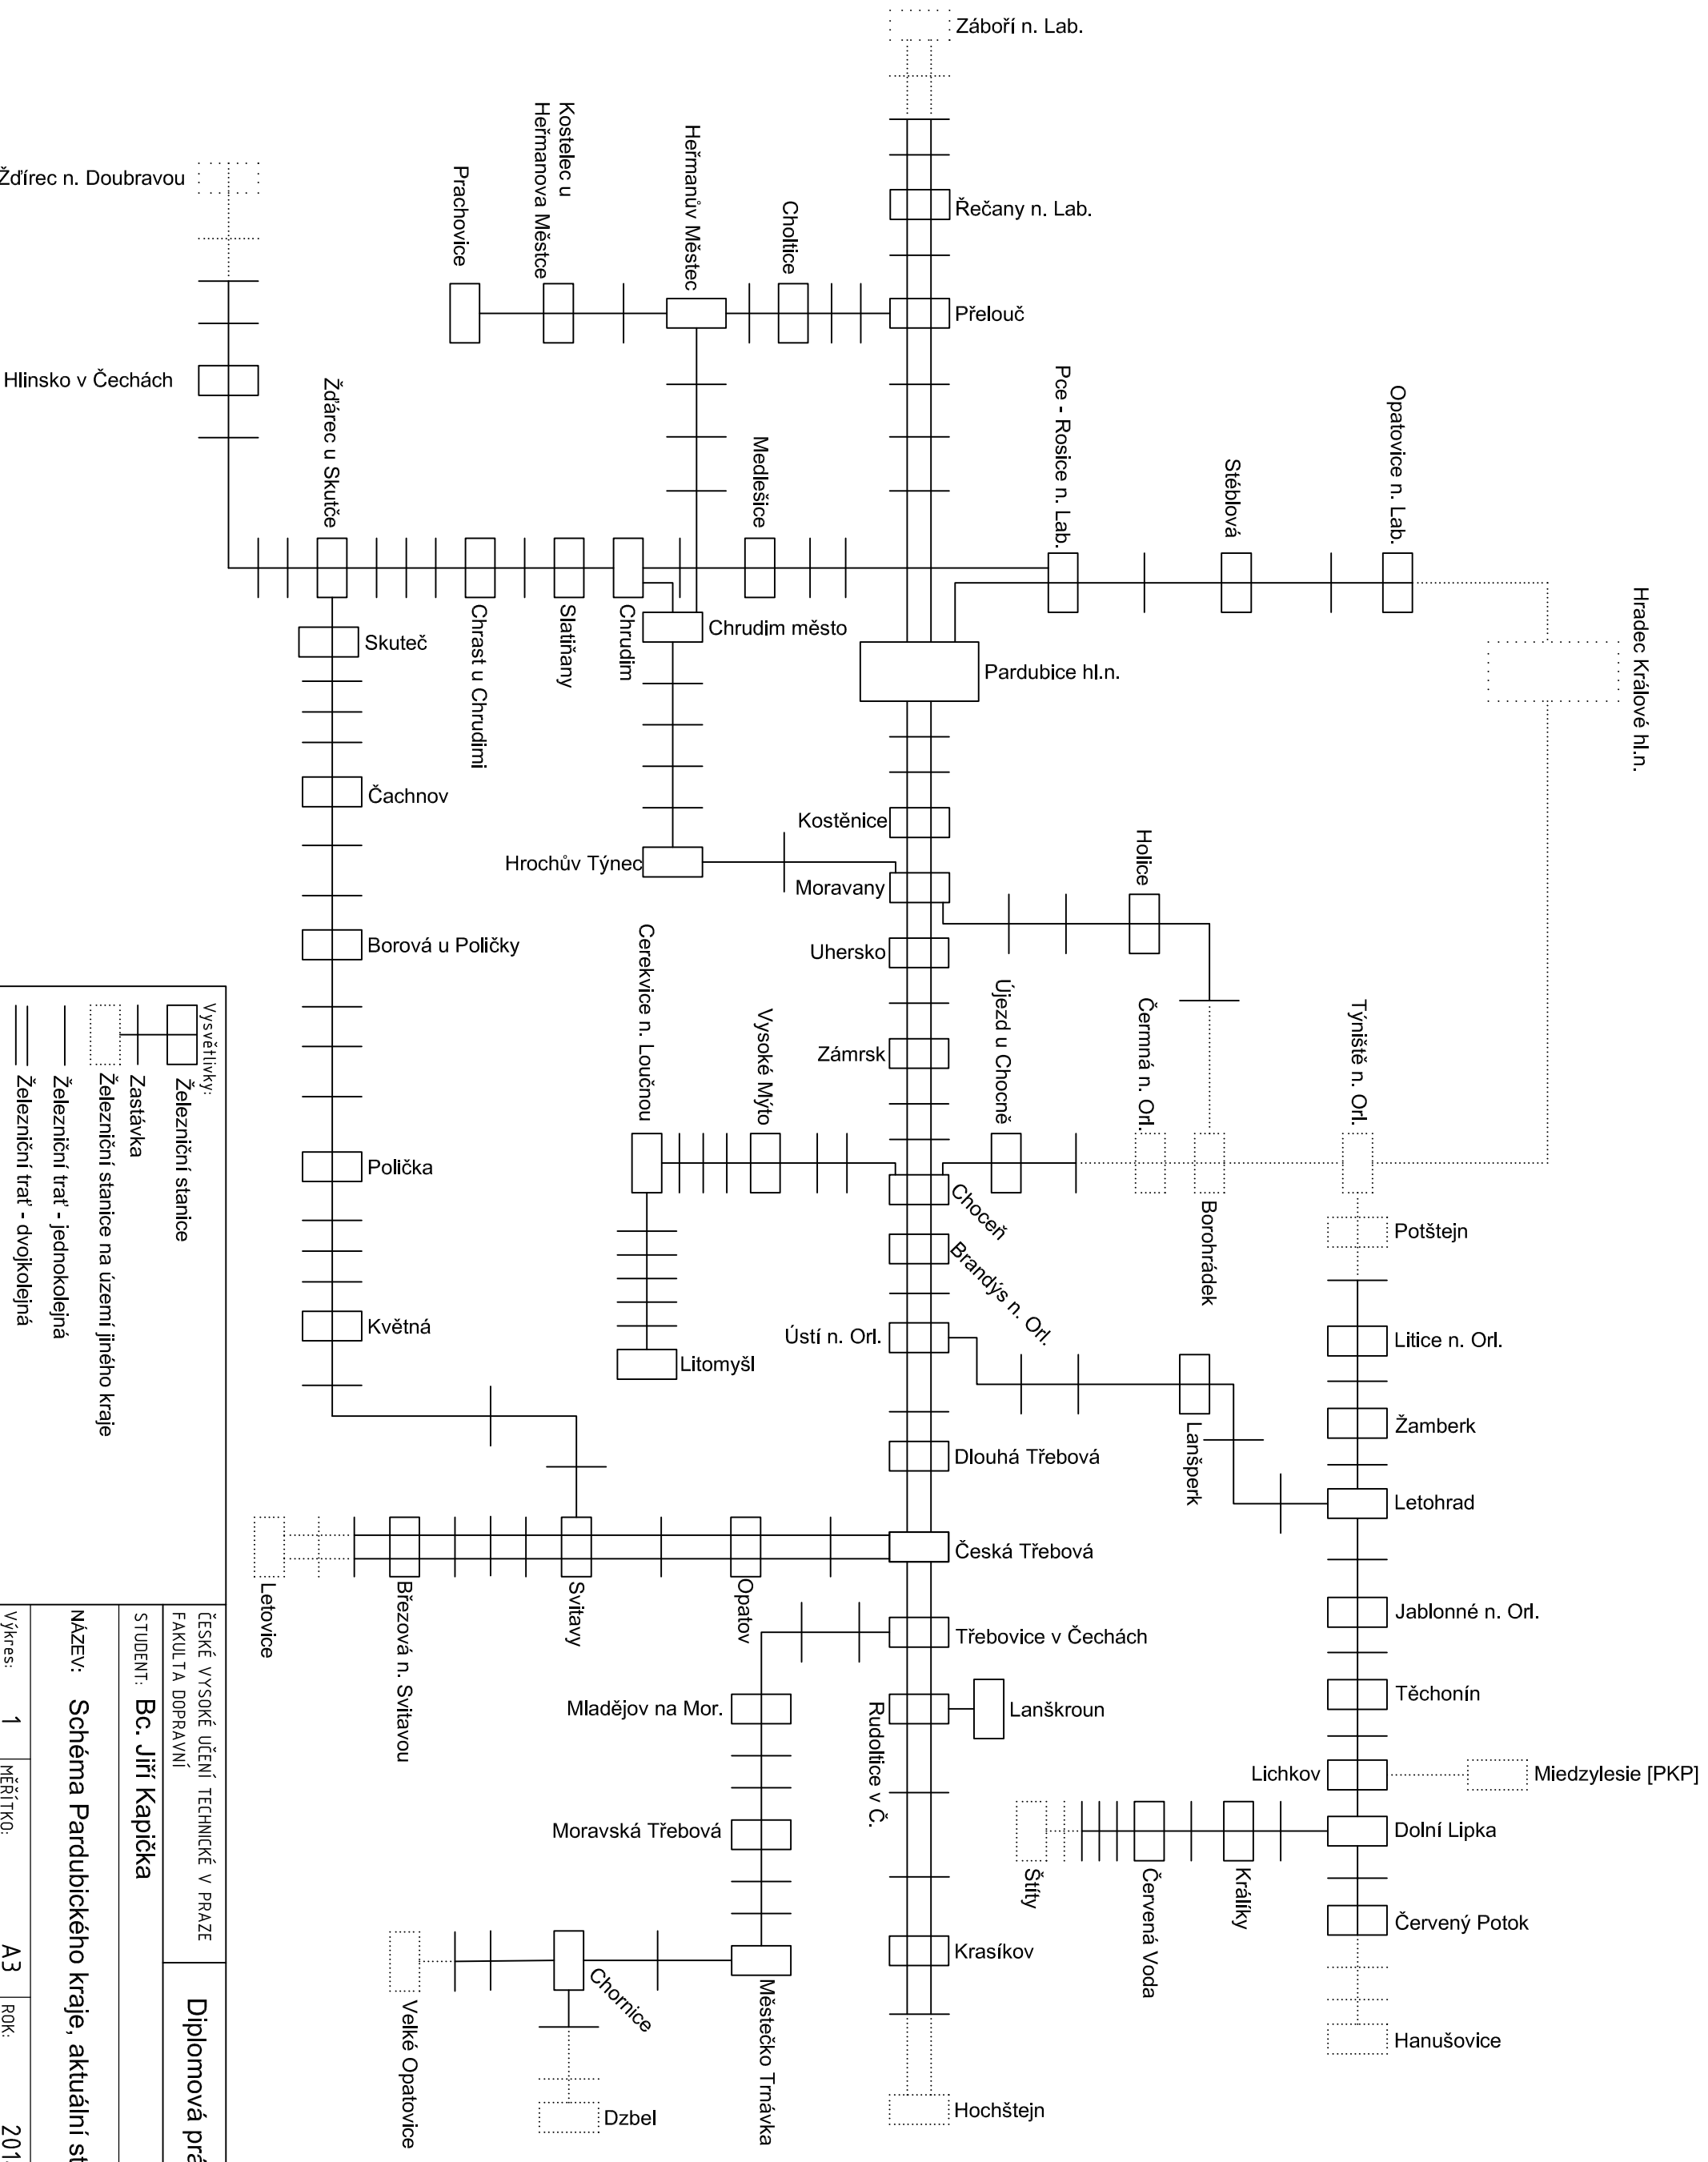 Záboří n. Lab.
Řečany n. Lab.
Přelouč
Kostelec u
Heřmanova Městce
Prachovice
Heřmanův Městec
Choltice
Žďírec n. Doubravou
Hlinsko v Čechách
Žďárec u Skutče
Medlešice
Pce - Rosice n. Lab.
Stéblová
Opatovice n. Lab.
Hradec Králové hl.n.
Skuteč
Chrast u Chrudimi
Slatiňany
Chrudim
Chrudim město
Pardubice hl.n.
Čachnov
Kostěnice
Hrochův Týnec
Moravany
Holice
Borová u Poličky
Uhersko
Cerekvice n. Loučnou
Vysoké Mýto
Zámrsk
Újezd u Chocně
Čermná n. Orl.
Týniště n. Orl.
Borohrádek
Potštejn
Polička
Choceň
Brandýs n. Orl.
Květná
Litomyšl
Ústí n. Orl.
Lanšperk
Litice n. Orl.
Žamberk
Letohrad
Dlouhá Třebová
Česká Třebová
Letovice
Březová n. Svitavou
Svitavy
Opatov
Třebovice v Čechách
Jablonné n. Orl.
Těchonín
Mladějov na Mor.
Rudoltice v Č.
Lanškroun
Lichkov
Miedzylesie [PKP]
Moravská Třebová
Dolní Lipka
Štíty
Červená Voda
Králíky
Červený Potok
Krasíkov
Městečko Trnávka
Chornice
Velké Opatovice
Dzbel
Hochštejn
Hanušovice
Vysvětlivky:
Železniční stanice
Zastávka
Železniční stanice na území jiného kraje
Železniční trať - jednokolejná
Železniční trať - dvojkolejná
ČESKÉ VYSOKÉ UČENÍ TECHNICKÉ V PRAZE
FAKULTA DOPRAVNÍ
STUDENT: Bc. Jiří Kapička
NÁZEV: Schéma Pardubického kraje, aktuální
Výkres: 1 MĚŘÍTKO: A3 ROK:
Diplomová